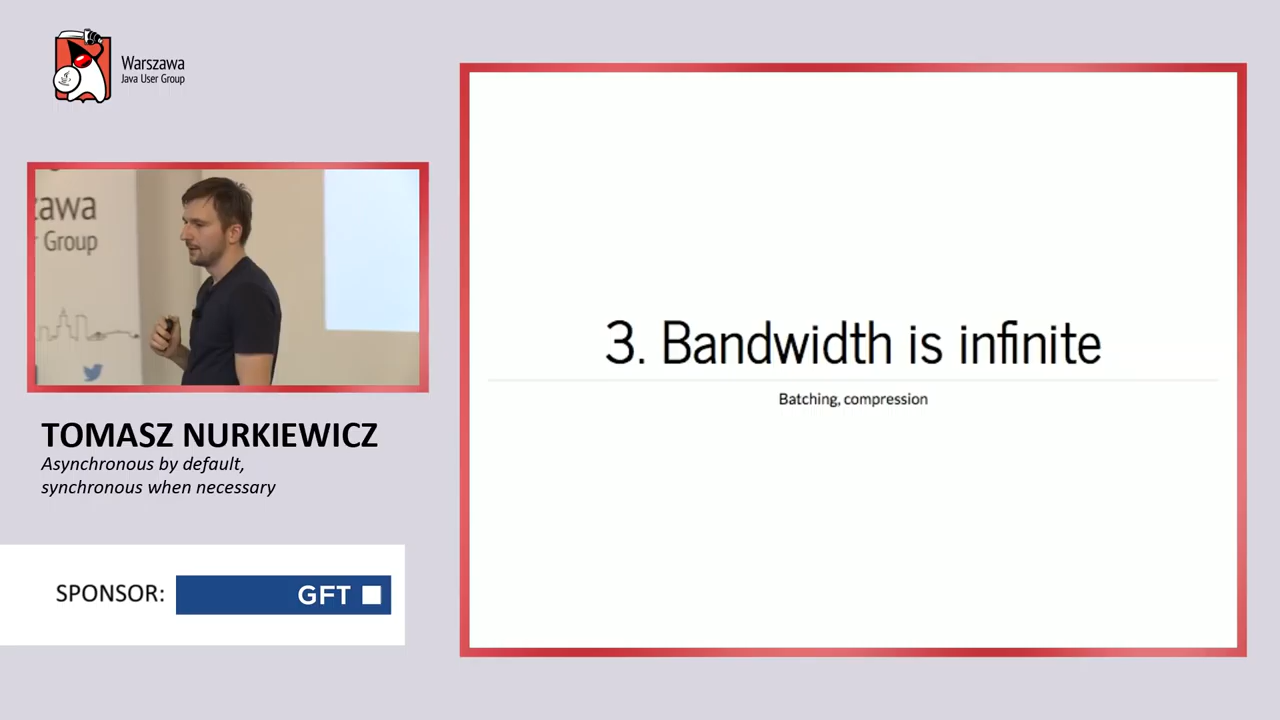 Warszawa
Java User Group
zawa
r Group
TOMASZ NURKIEWICZ
Asynchronous by default,
synchronous when necessary
SPONSOR:
GFT
3. Bandwidth is infinite
Batching, compression